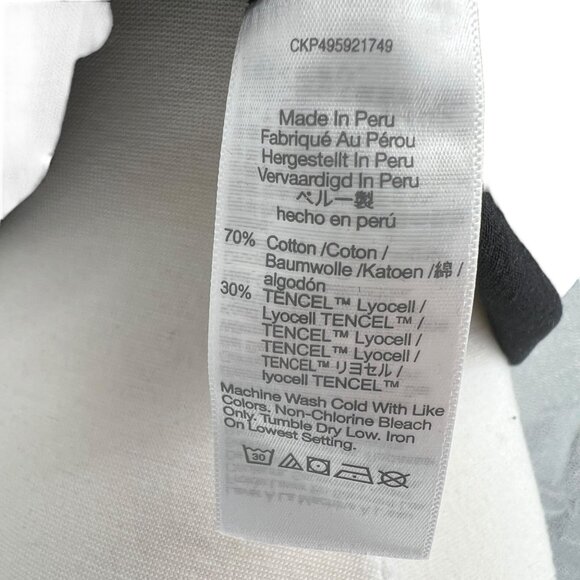 CKP495921749
Made In Peru
Fabriqué Au Pérou
Hergestellt In Peru
Vervaardigd In Peru
ペルー製
hecho en perú
70% Cotton /Coton /
Baumwolle /Katoen /綿 /
algodón
30% TENCEL™ Lyocell /
Lyocell TENCEL™ /
TENCEL™ Lyocell /
TENCEL™ Lyocell /
TENCEL™ リヨセル /
lyocell TENCEL™
Machine Wash Cold With Like
Colors. Non-Chlorine Bleach
Only. Tumble Dry Low. Iron
On Lowest Setting.
30